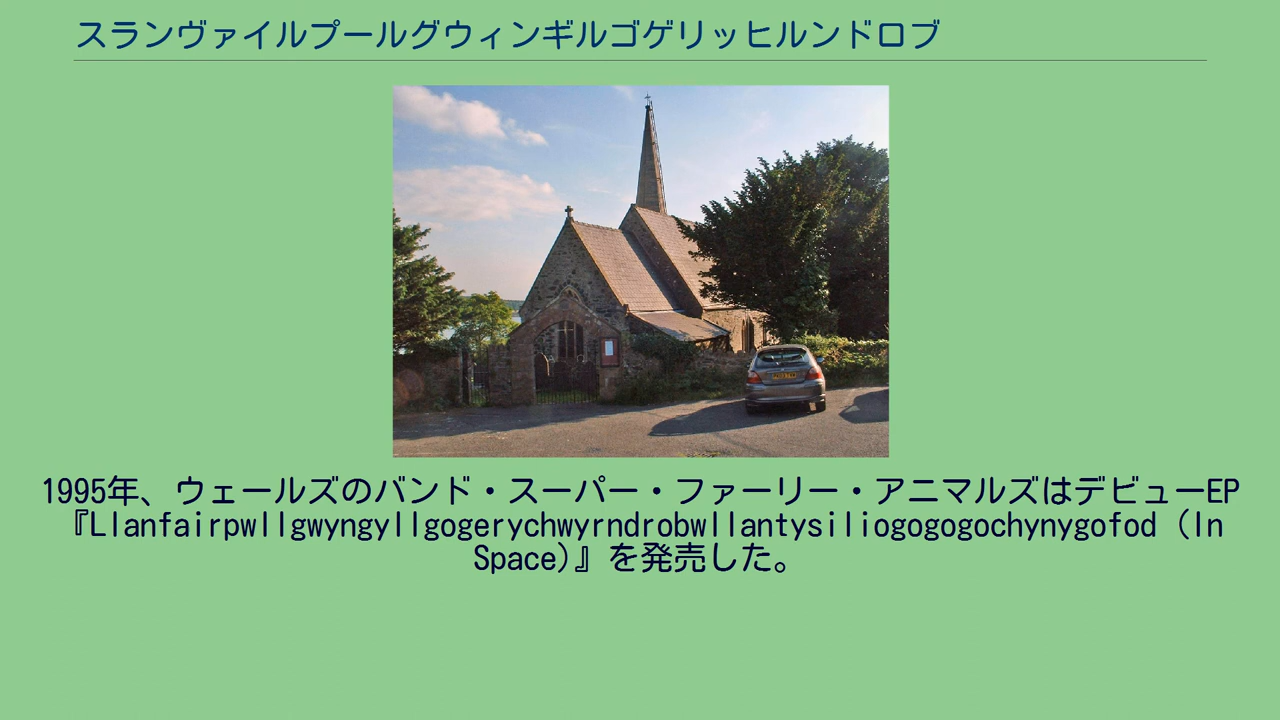 スランヴァイルプールグウィンギルゴゲリッヒルンドロブ
1995年、ウェールズのバンド・スーパー・ファーリー・アニマルズはデビューEP
『Llanfairpwllgwyngyllgogerychwyrndrobwllantysiliogogogochynygofod (In
Space)』を発売した。